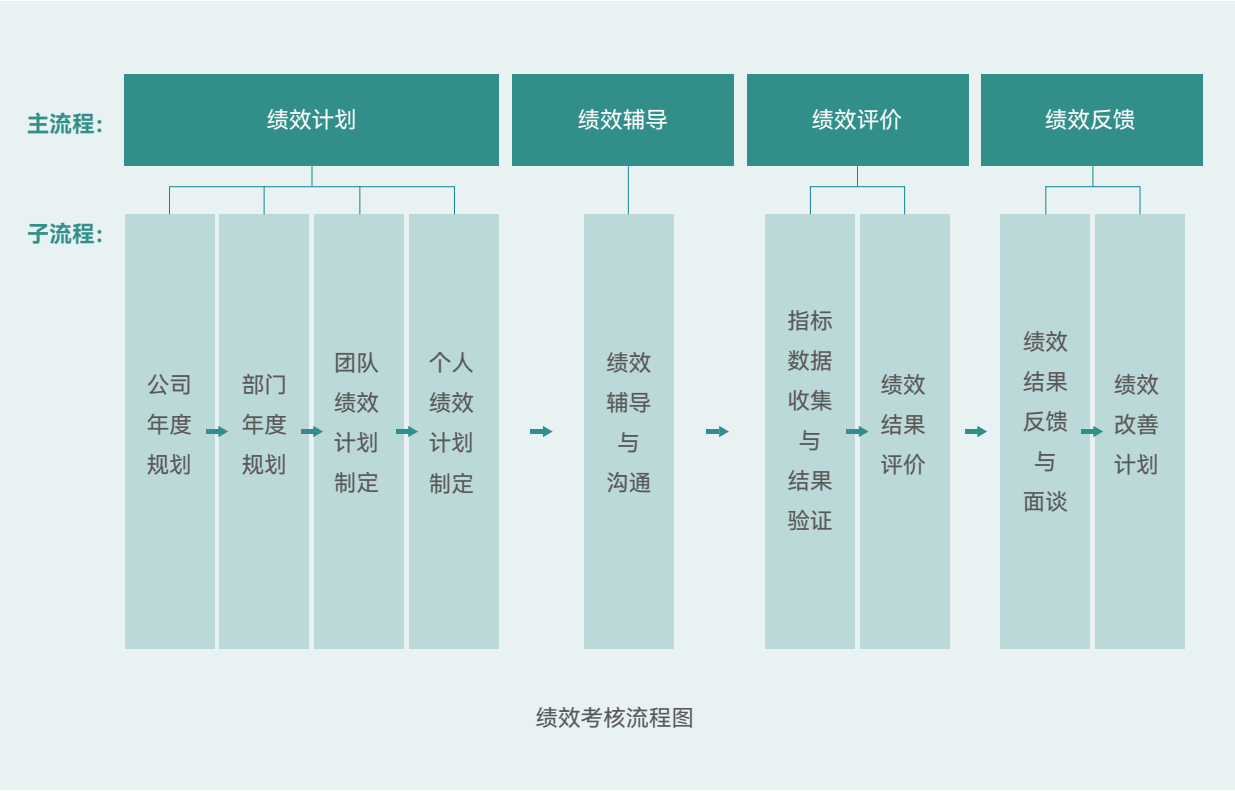 主流程：
绩效计划
绩效辅导
绩效评价
绩效反馈
子流程：
公司
年度
规划
部门
年度
规划
团队
绩效
计划
制定
个人
绩效
计划
制定
绩效
辅导
与
沟通
指标
数据
收集
与
结果
验证
绩效
结果
评价
绩效
结果
反馈
与
面谈
绩效
改善
计划
绩效考核流程图